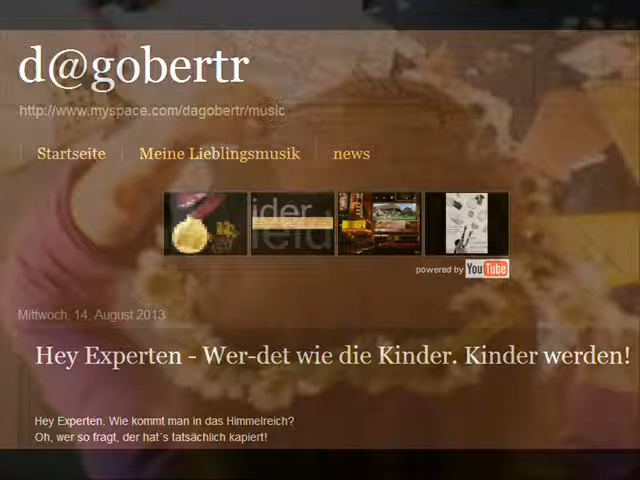 d@gobertr
http://www.myspace.com/dagobertr/music
Startseite
Meine Lieblingsmusik
news
ider
powered by YouTube
Mittwoch, 14. August 2013
Hey Experten - Wer-det wie die Kinder. Kinder werden!
Hey Experten. Wie kommt man in das Himmelreich?
Oh, wer so fragt, der hat´s tatsächlich kapiert!